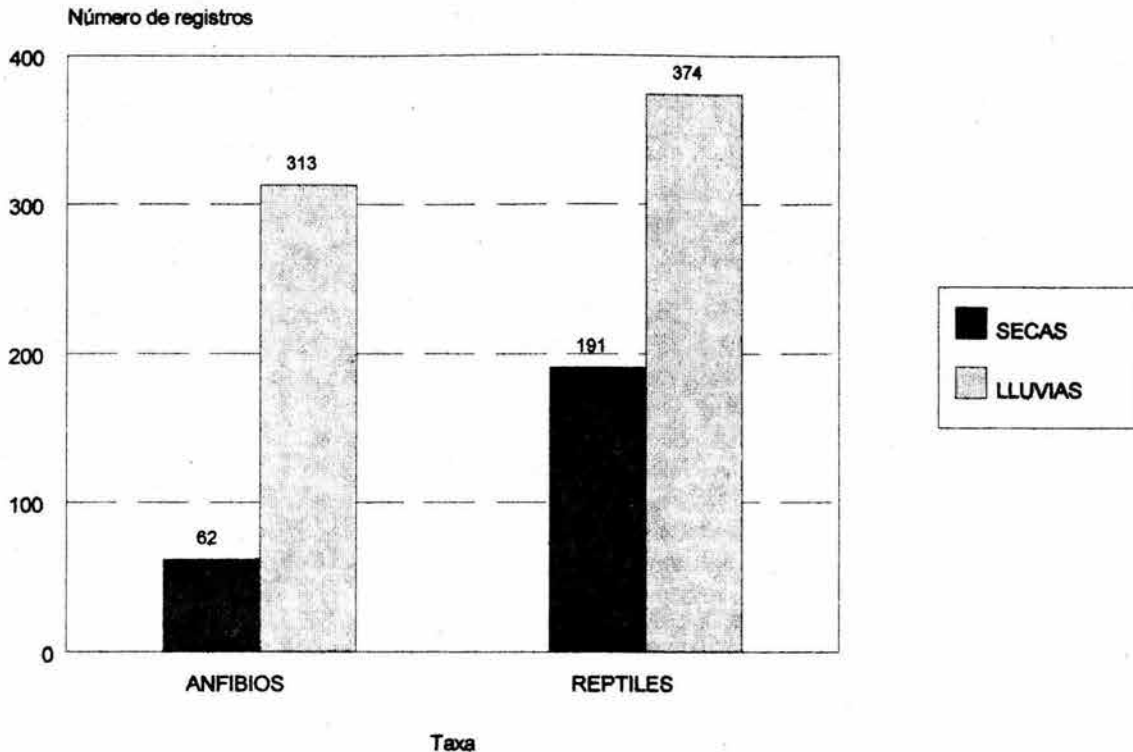 Número de registros
400
374
313
300
200
191
SECAS
LLUVIAS
100
62
0
ANFIBIOS
REPTILES
Taxa